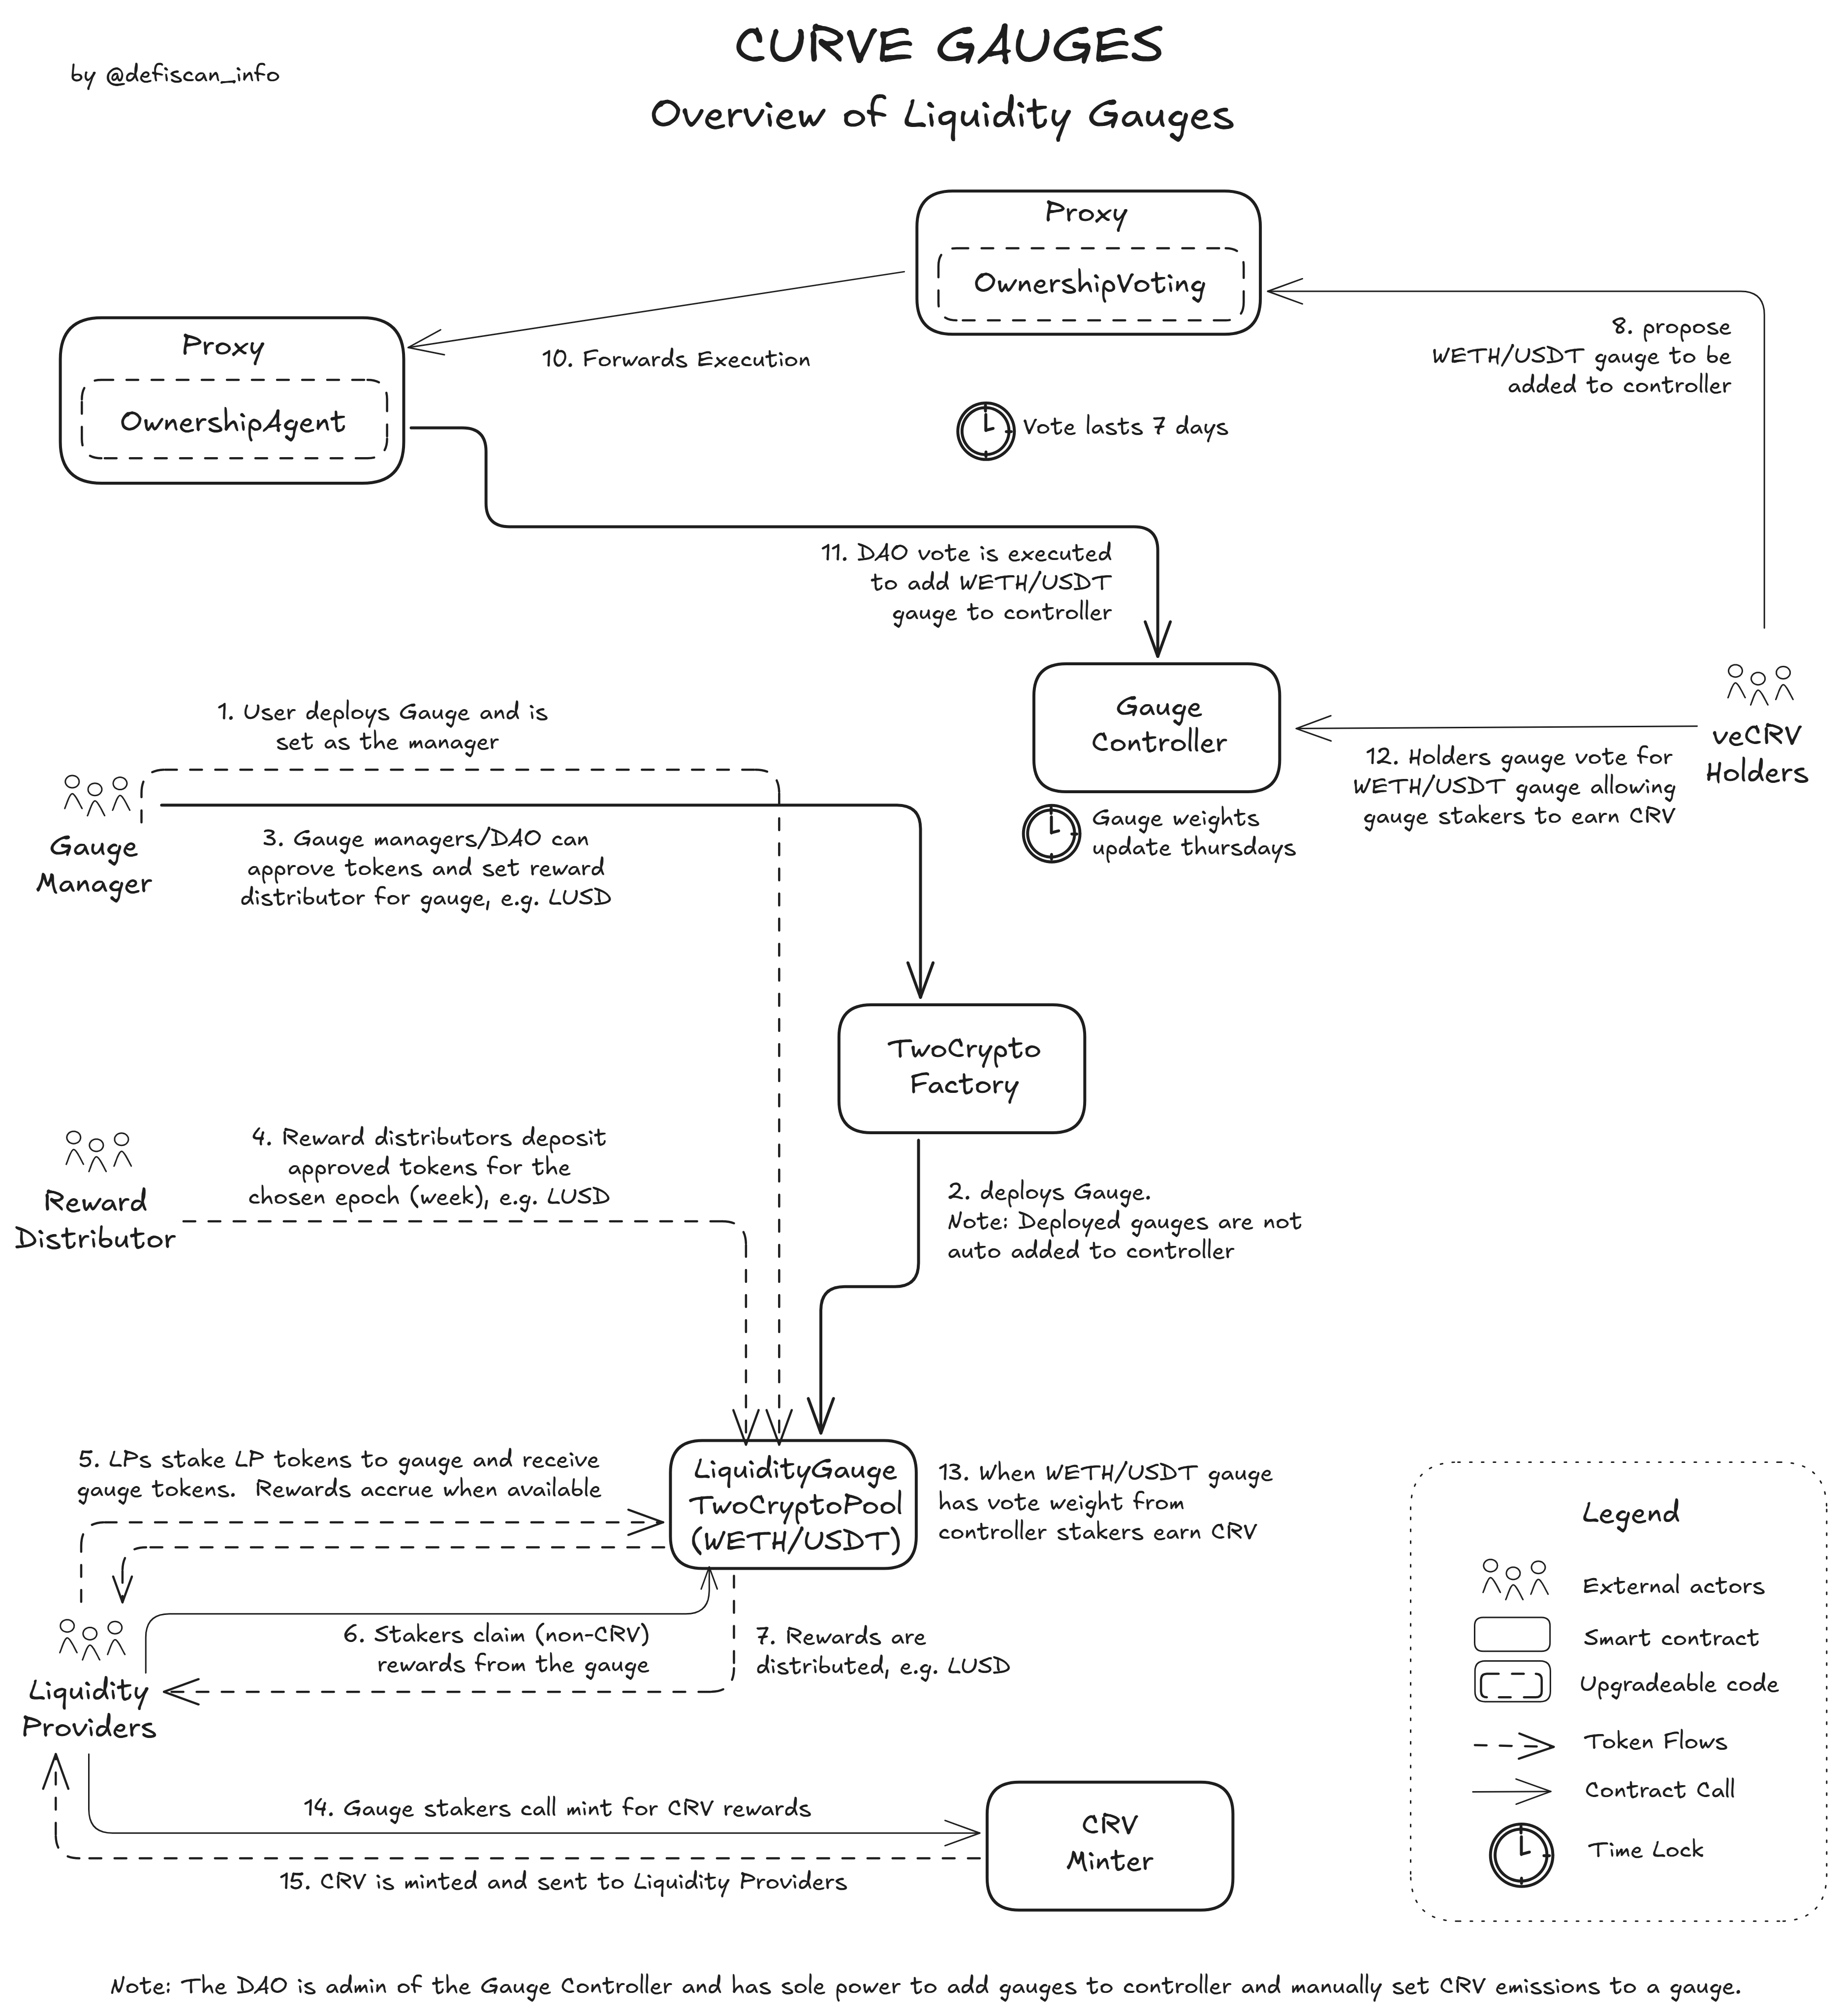 CURVE GAUGES
by @defiscan_info
Overview of Liquidity Gauges
Proxy
OwnershipVoting
8. propose
WETH/USDT gauge to be
added to controller
Proxy
OwnershipAgent
10. Forwards Execution
Vote lasts 7 days
11. DAO vote is executed
to add WETH/USDT
gauge to controller
Gauge
Controller
veCRV
Holders
12. Holders gauge vote for
WETH/USDT gauge allowing
gauge stakers to earn CRV
Gauge weights
update thursdays
1. User deploys Gauge and is
set as the manager
Gauge
Manager
3. Gauge managers/DAO can
approve tokens and set reward
distributor for gauge, e.g. LUSD
TwoCrypto
Factory
4. Reward distributors deposit
approved tokens for the
chosen epoch (week), e.g. LUSD
Reward
Distributor
2. deploys Gauge.
Note: Deployed gauges are not
auto added to controller
5. LPs stake LP tokens to gauge and receive
gauge tokens. Rewards accrue when available
LiquidityGauge
TwoCryptoPool
(WETH/USDT)
13. When WETH/USDT gauge
has vote weight from
controller stakers earn CRV
6. Stakers claim (non-CRV)
rewards from the gauge
7. Rewards are
distributed, e.g. LUSD
Liquidity
Providers
14. Gauge stakers call mint for CRV rewards
CRV
Minter
15. CRV is minted and sent to Liquidity Providers
Legend
External actors
Smart contract
Upgreadeable code
Token Flows
Contract Call
Time Lock
Note: The DAO is admin of the Gauge Controller and has sole power to add gauges to controller and manually set CRV emissions to a gauge.